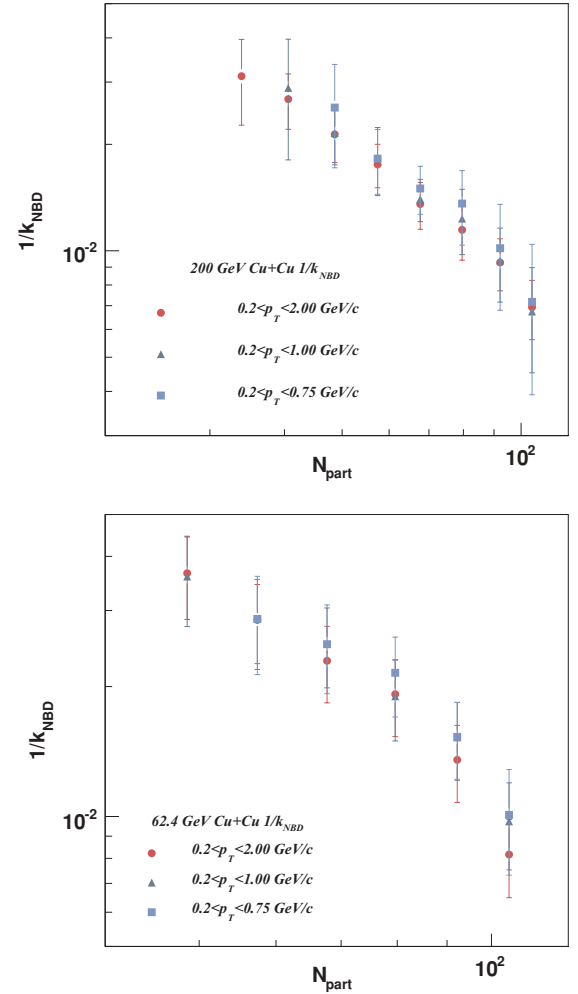 1/k_NBD
10^-2
200 GeV Cu+Cu 1/k_NBD
0.2<p_T<2.00 GeV/c
0.2<p_T<1.00 GeV/c
0.2<p_T<0.75 GeV/c
10^2
N_part
1/k_NBD
10^-2
62.4 GeV Cu+Cu 1/k_NBD
0.2<p_T<2.00 GeV/c
0.2<p_T<1.00 GeV/c
0.2<p_T<0.75 GeV/c
10^2
N_part